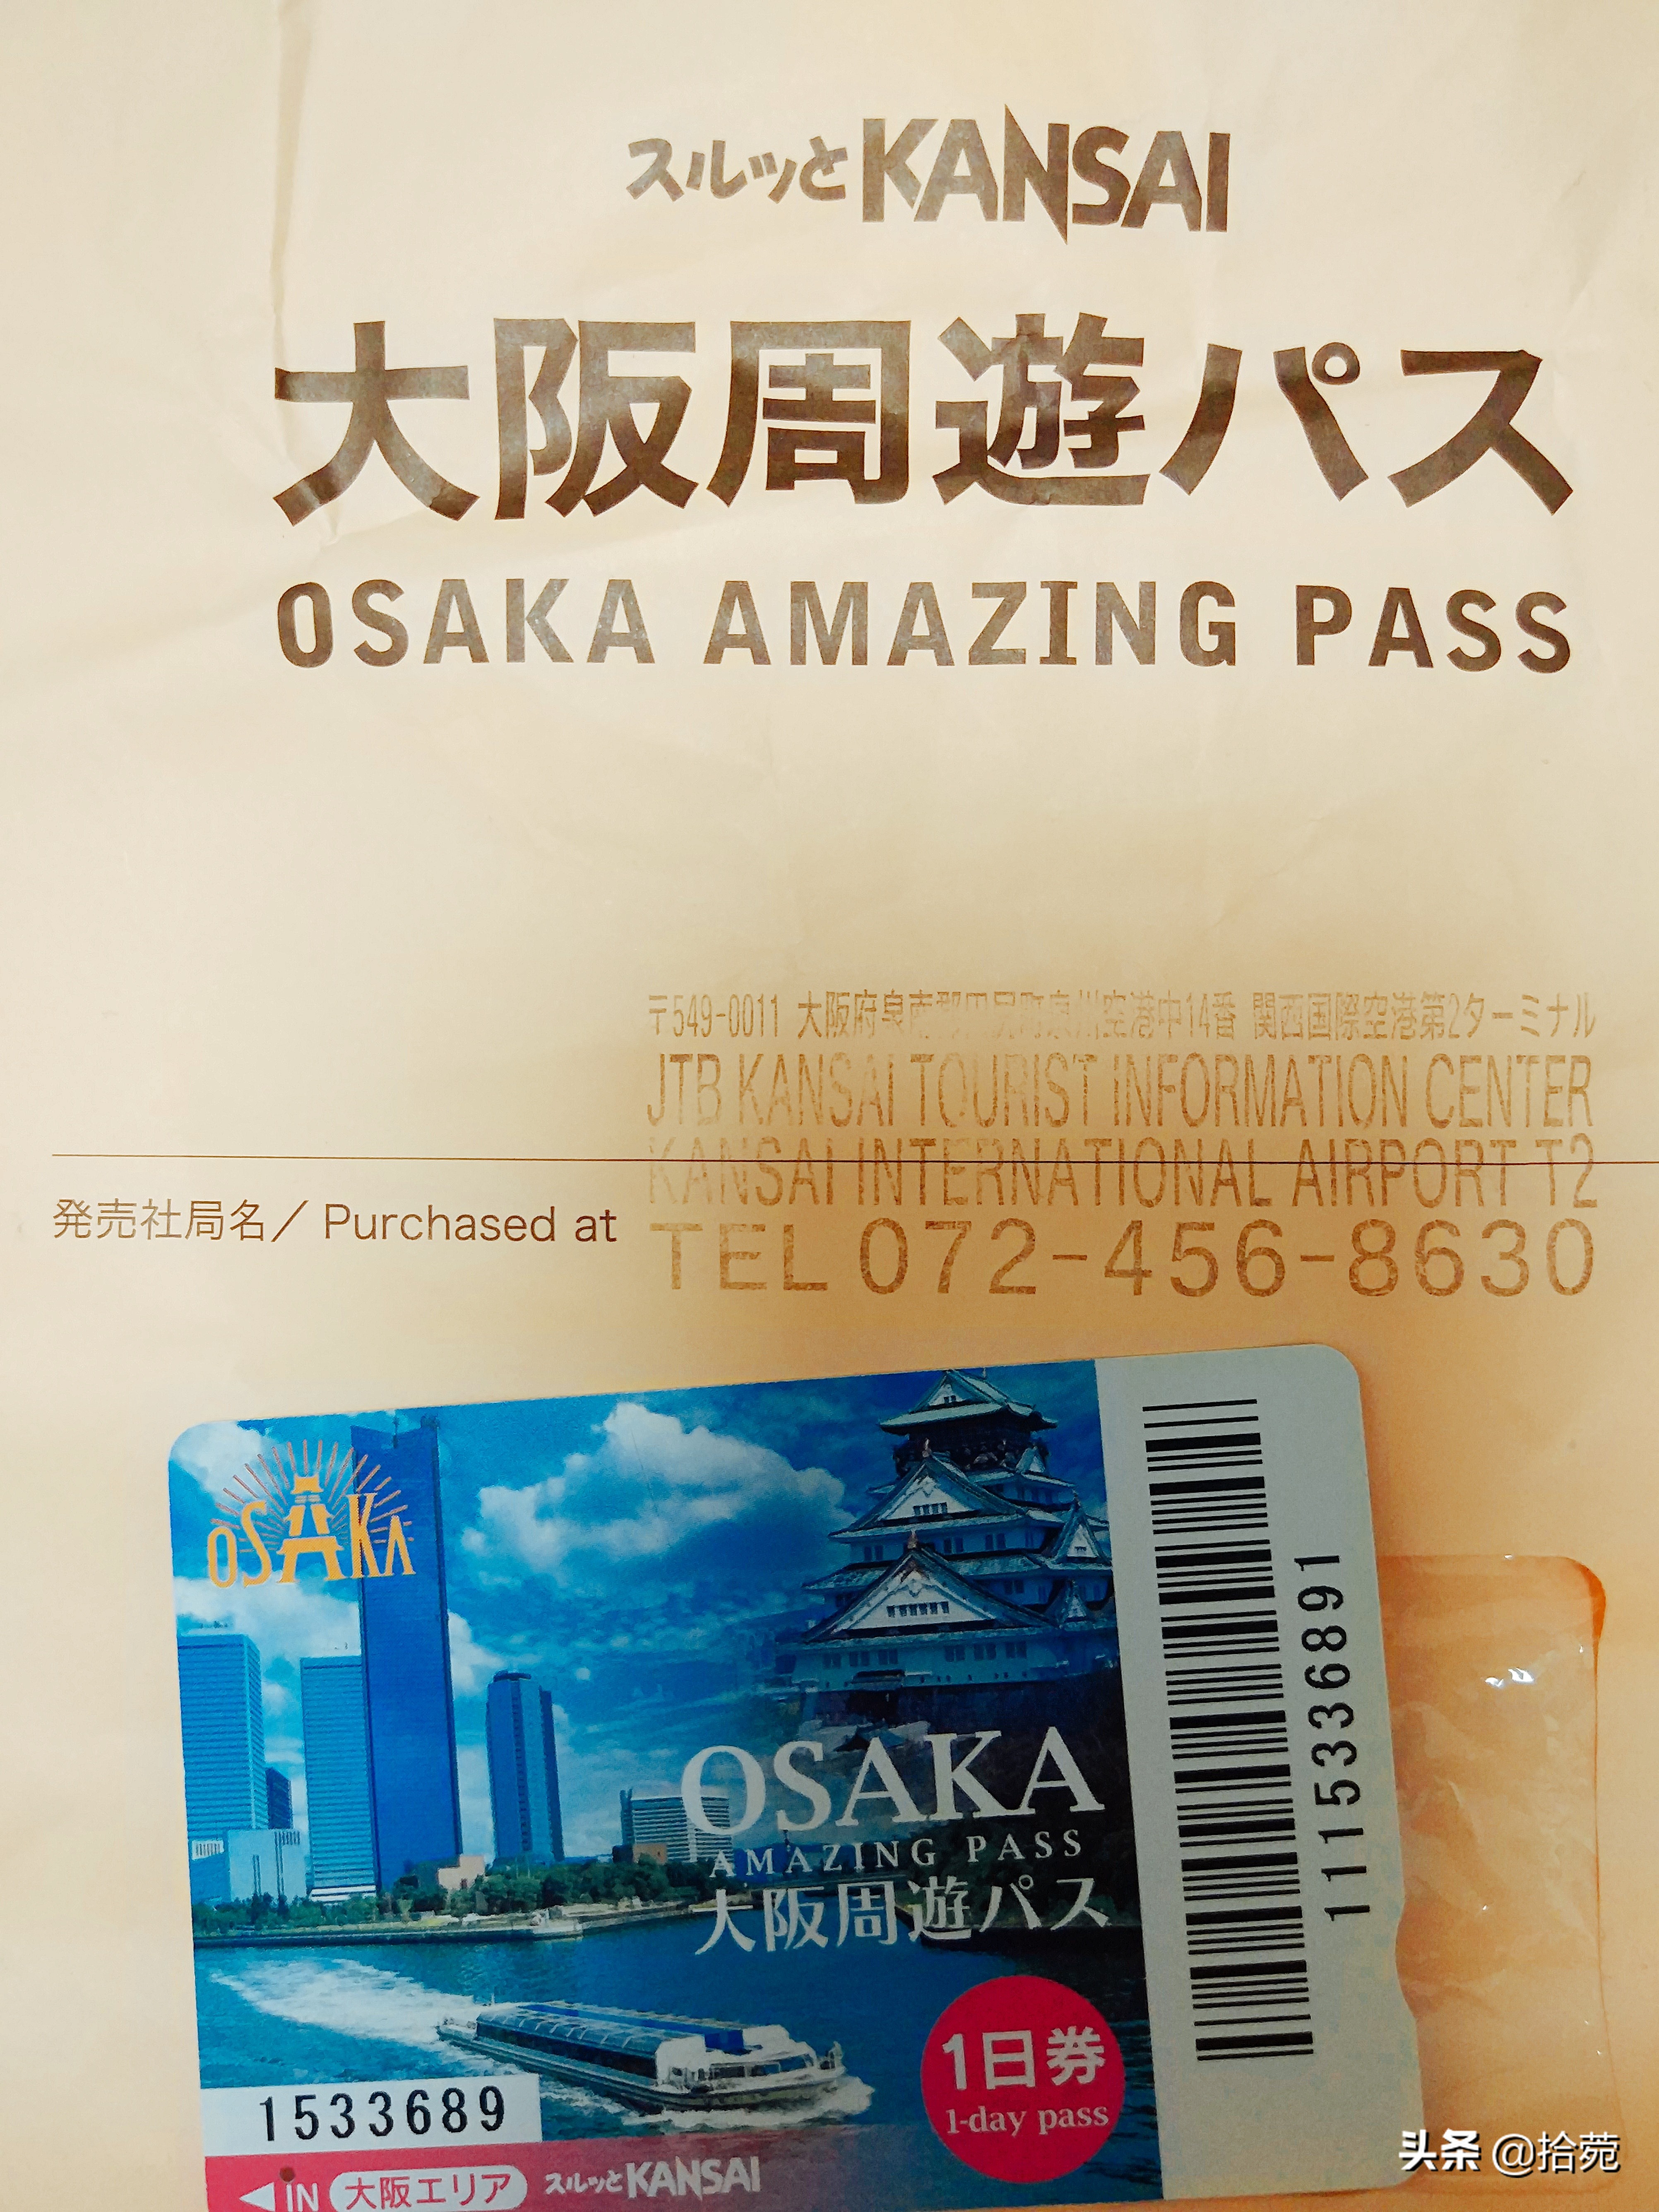 スルッとKANSAI
大阪周遊パス
OSAKA AMAZING PASS
〒549-0011 大阪府泉南郡田尻町泉州空港中14番 関西国際空港第2ターミナル
JTB KANSAI TOURIST INFORMATION CENTER
KANSAI INTERNATIONAL AIRPORT T2
発売社局名／Purchased at
TEL 072-456-8630
OSAKA
OSAKA
AMAZING PASS
大阪周遊パス
1日券
1-day pass
1533689
IN 大阪エリア スルッとKANSAI
1115336891
头条 @拾菀